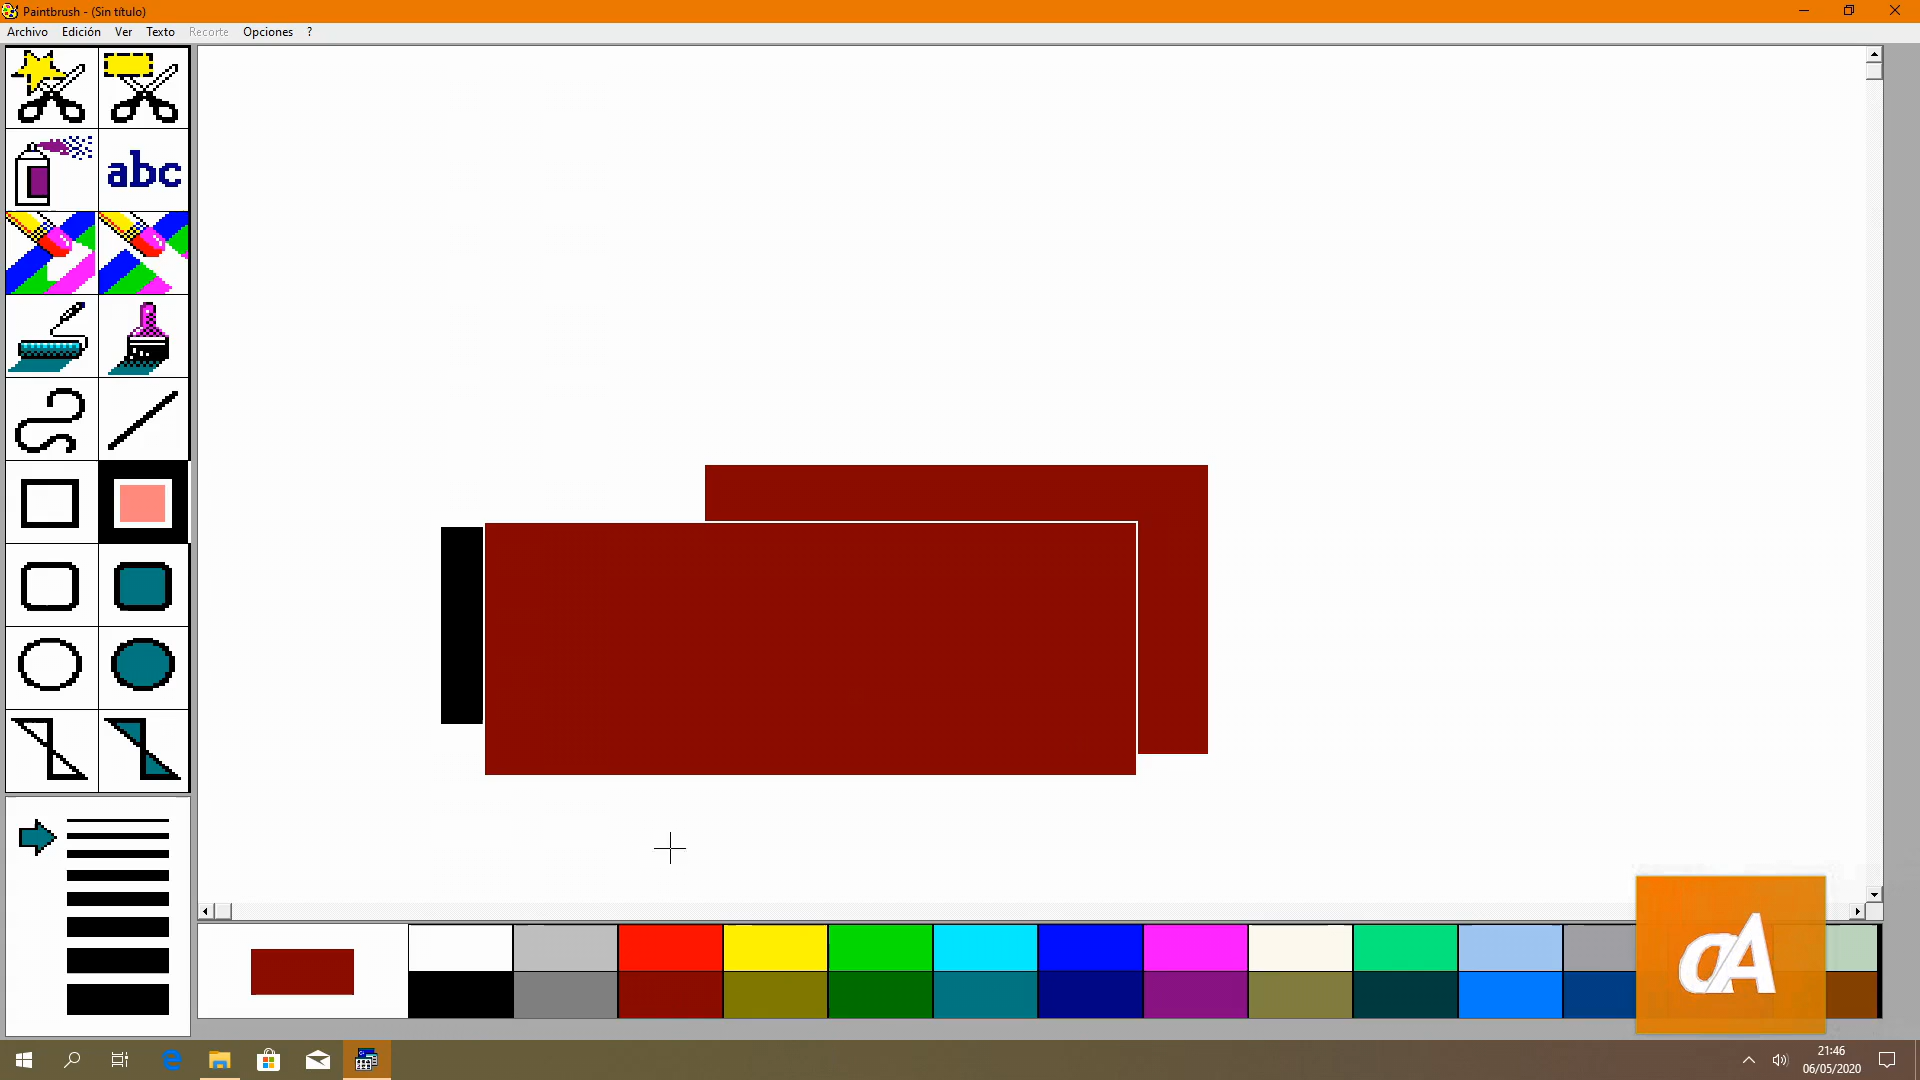 Paintbrush - (Sin título)
Archivo Edición Ver Texto Recorte Opciones ?
abc
21:46
06/05/2020